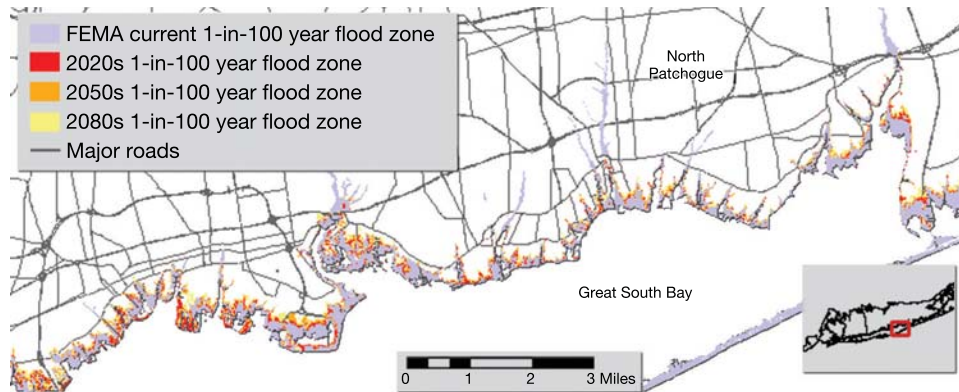 FEMA current 1-in-100 year flood zone
2020s 1-in-100 year flood zone
2050s 1-in-100 year flood zone
2080s 1-in-100 year flood zone
Major roads
North
Patchogue
Great South Bay
0 1 2 3 Miles